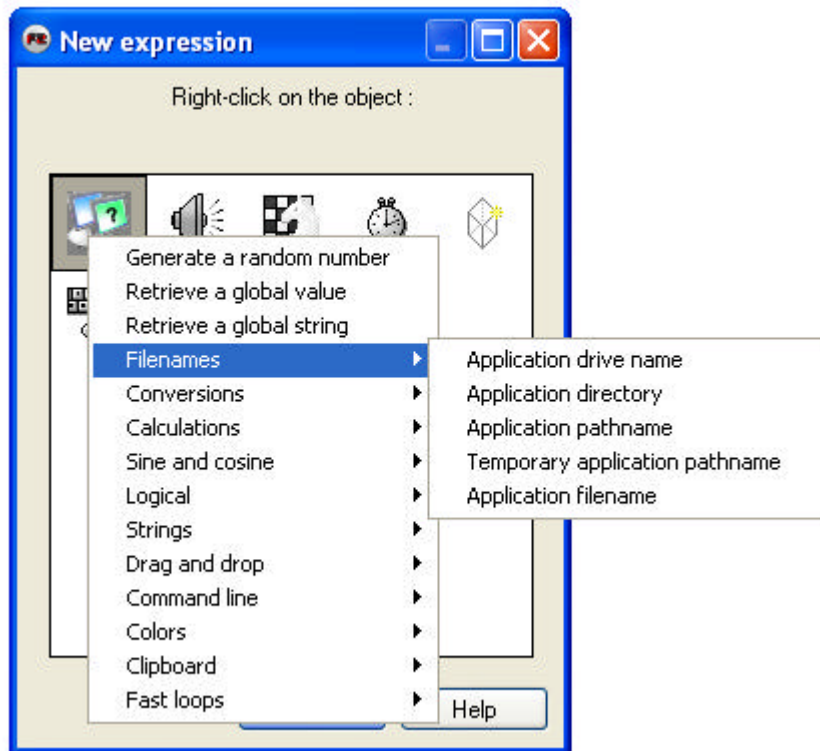 New expression
Right-click on the object :
?
Generate a random number
Retrieve a global value
Retrieve a global string
Filenames
Conversions
Calculations
Sine and cosine
Logical
Strings
Drag and drop
Command line
Colors
Clipboard
Fast loops
Application drive name
Application directory
Application pathname
Temporary application pathname
Application filename
Help